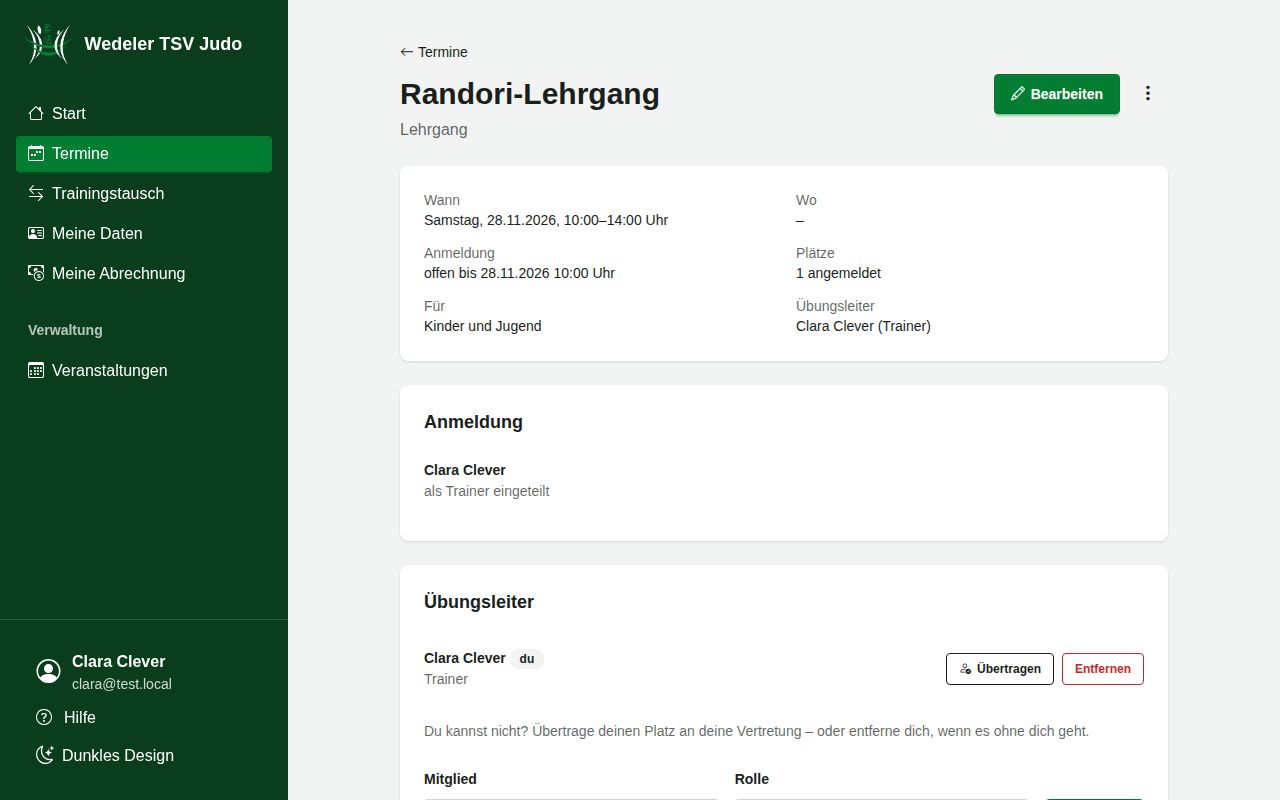 Wedeler TSV Judo
Start
Termine
Trainingstausch
Meine Daten
Meine Abrechnung
Verwaltung
Veranstaltungen
Clara Clever
clara@test.local
Hilfe
Dunkles Design
← Termine
Randori-Lehrgang
Lehrgang
Bearbeiten
Wann
Samstag, 28.11.2026, 10:00–14:00 Uhr
Wo
–
Anmeldung
offen bis 28.11.2026 10:00 Uhr
Plätze
1 angemeldet
Für
Kinder und Jugend
Übungsleiter
Clara Clever (Trainer)
Anmeldung
Clara Clever
als Trainer eingeteilt
Übungsleiter
Clara Clever du
Trainer
Übertragen
Entfernen
Du kannst nicht? Übertrage deinen Platz an deine Vertretung – oder entferne dich, wenn es ohne dich geht.
Mitglied
Rolle